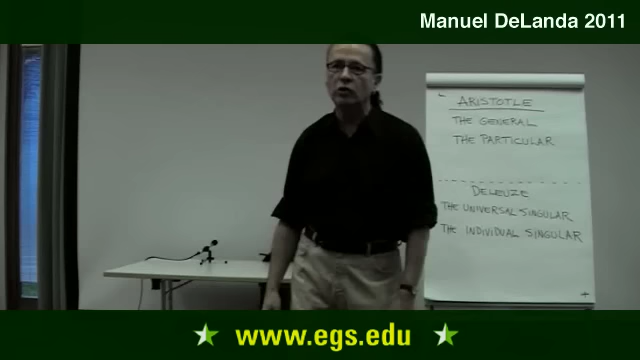 Manuel DeLanda 2011
ARISTOTLE
THE GENERAL
THE PARTICULAR
DELEUZE
THE UNIVERSAL SINGULAR
THE INDIVIDUAL SINGULAR
www.egs.edu